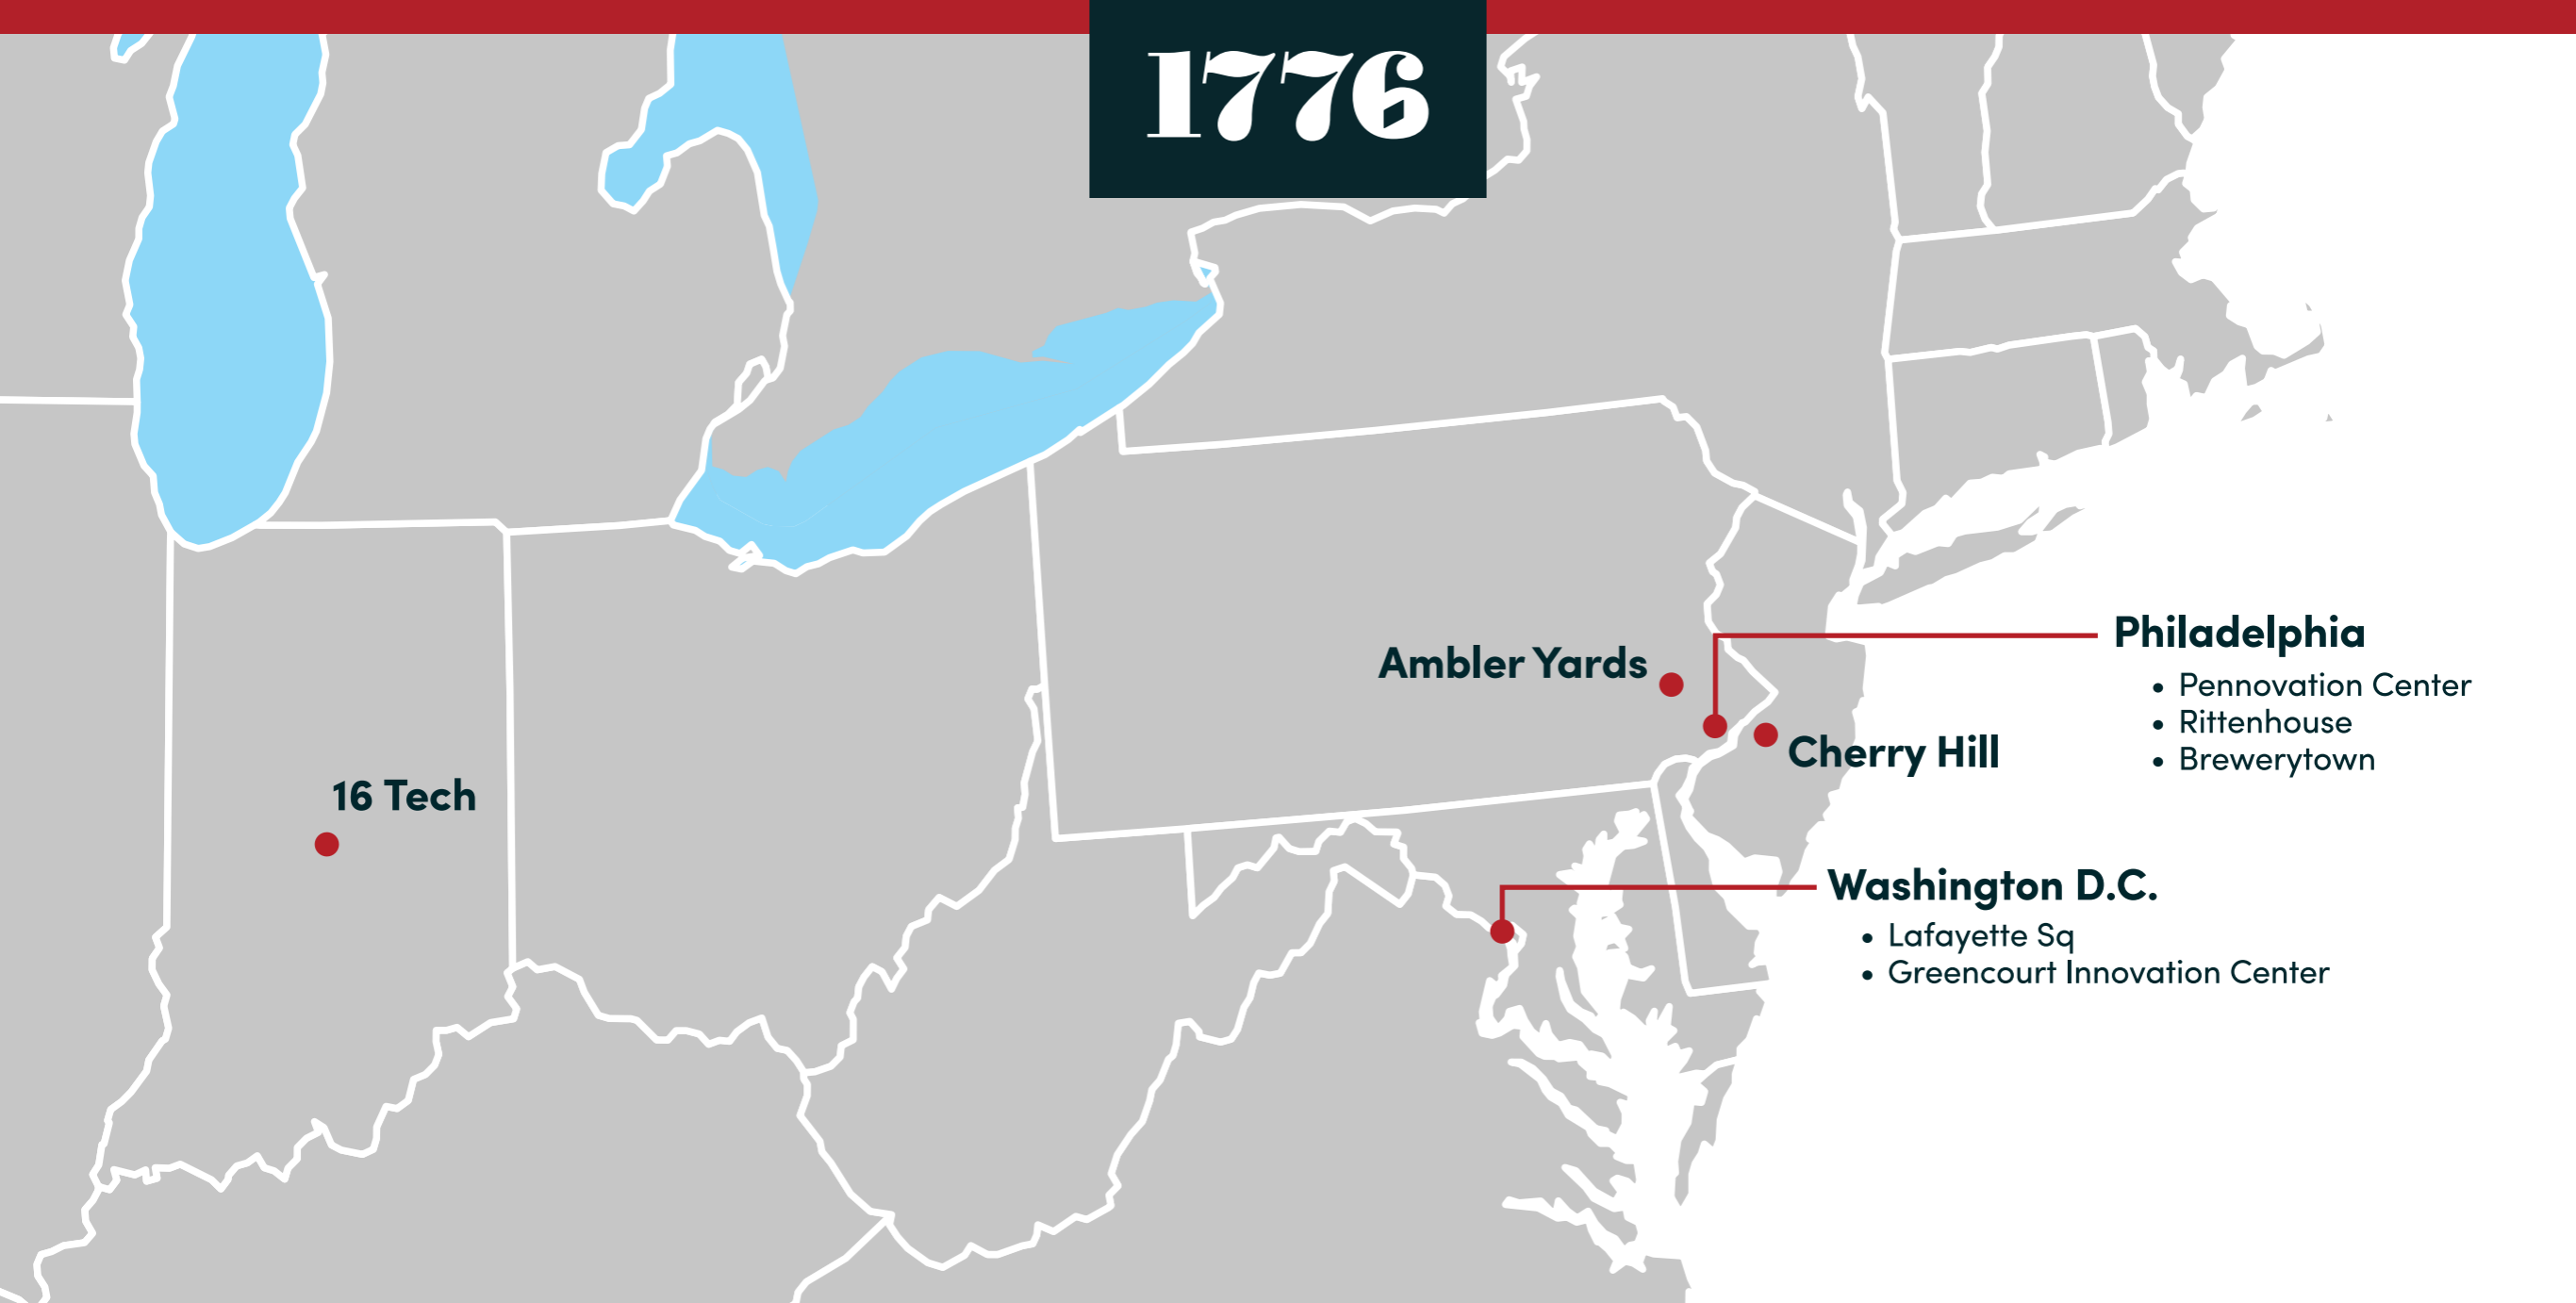 1776
Philadelphia
• Pennovation Center
• Rittenhouse
• Brewerytown
Ambler Yards
Cherry Hill
16 Tech
Washington D.C.
• Lafayette Sq
• Greencourt Innovation Center